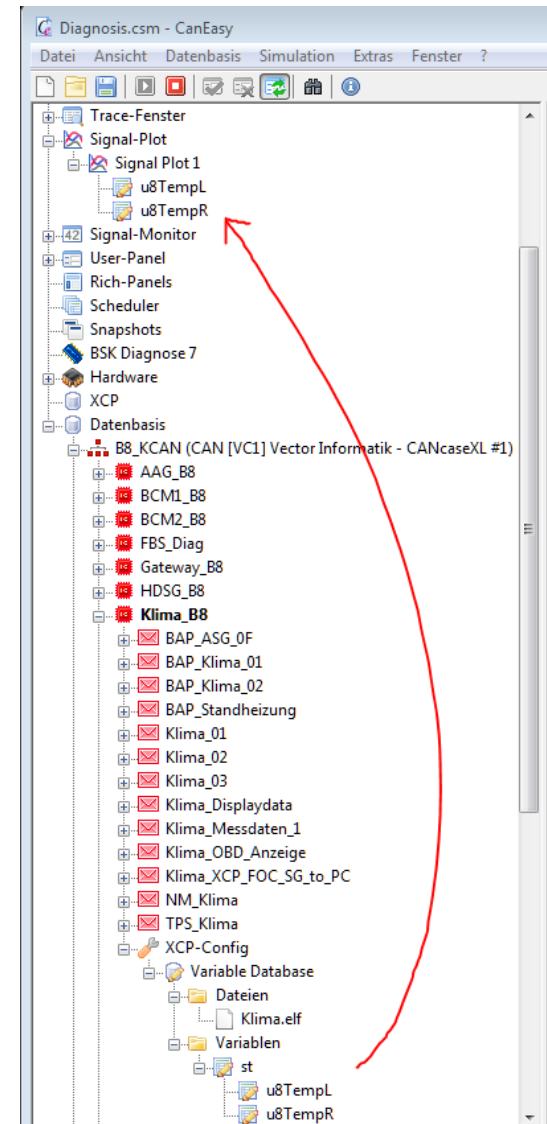 Diagnosis.csm - CanEasy
Datei Ansicht Datenbasis Simulation Extras Fenster ?
Trace-Fenster
Signal-Plot
Signal Plot 1
u8TempL
u8TempR
42 Signal-Monitor
User-Panel
Rich-Panels
Scheduler
Snapshots
BSK Diagnose 7
Hardware
XCP
Datenbasis
B8_KCAN (CAN [VC1] Vector Informatik - CANcaseXL #1)
AAG_B8
BCM1_B8
BCM2_B8
FBS_Diag
Gateway_B8
HDSG_B8
Klima_B8
BAP_ASG_0F
BAP_Klima_01
BAP_Klima_02
BAP_Standheizung
Klima_01
Klima_02
Klima_03
Klima_Displaydata
Klima_Messdaten_1
Klima_OBD_Anzeige
Klima_XCP_FOC_SG_to_PC
NM_Klima
TPS_Klima
XCP-Config
Variable Database
Dateien
Klima.elf
Variablen
st
u8TempL
u8TempR